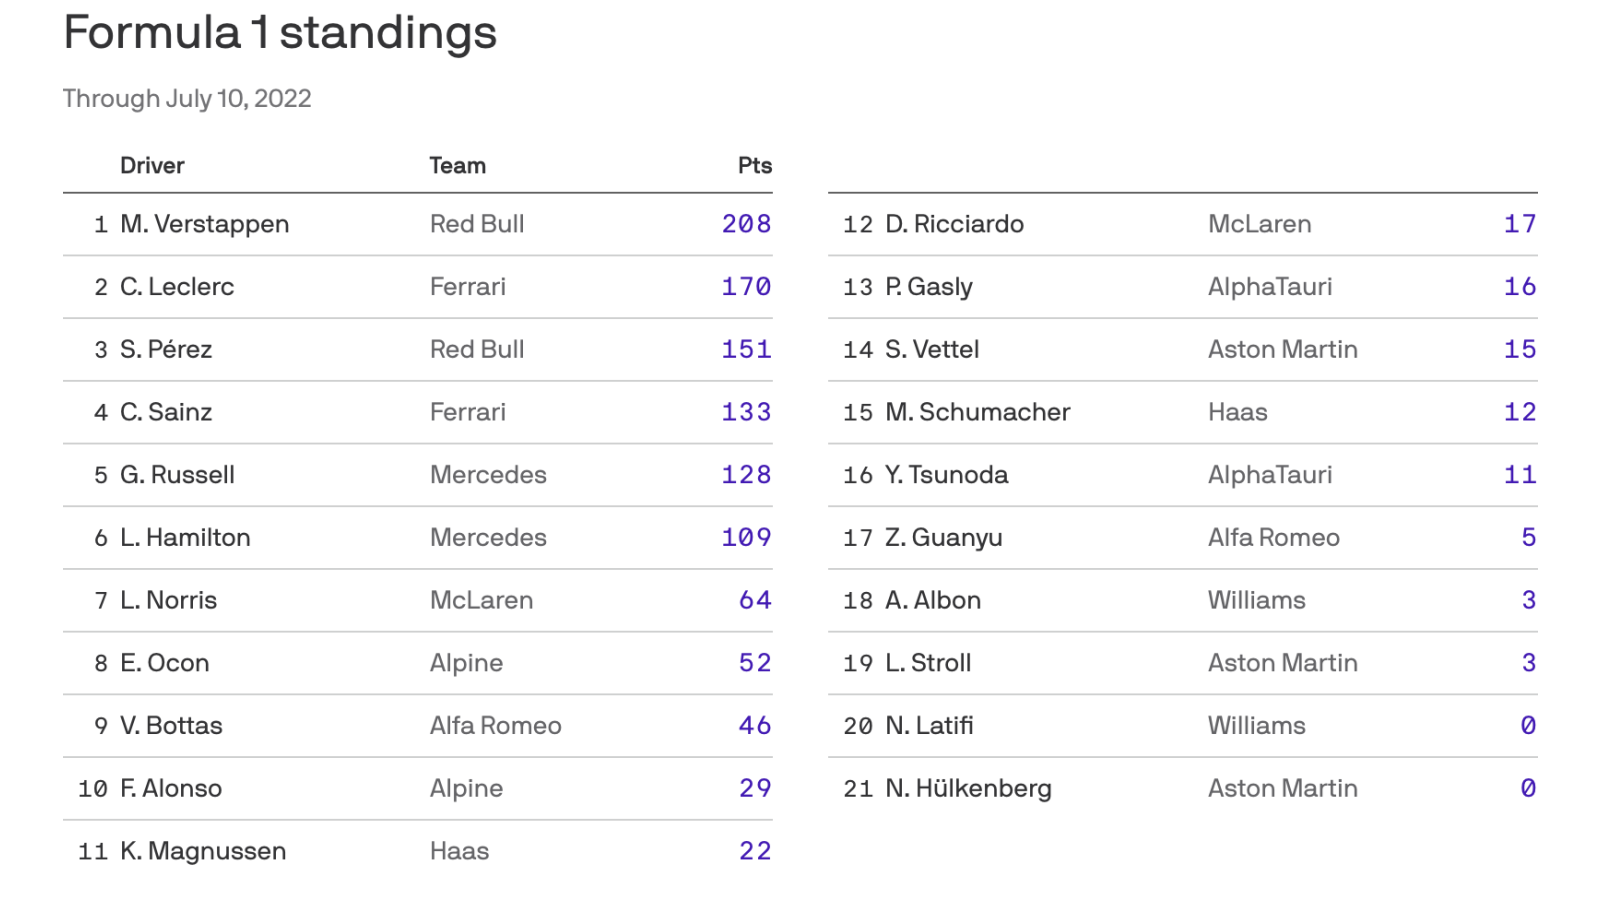 Formula 1 standings
Through July 10, 2022
Driver Team Pts
1 M. Verstappen Red Bull 208
2 C. Leclerc Ferrari 170
3 S. Pérez Red Bull 151
4 C. Sainz Ferrari 133
5 G. Russell Mercedes 128
6 L. Hamilton Mercedes 109
7 L. Norris McLaren 64
8 E. Ocon Alpine 52
9 V. Bottas Alfa Romeo 46
10 F. Alonso Alpine 29
11 K. Magnussen Haas 22
12 D. Ricciardo McLaren 17
13 P. Gasly AlphaTauri 16
14 S. Vettel Aston Martin 15
15 M. Schumacher Haas 12
16 Y. Tsunoda AlphaTauri 11
17 Z. Guanyu Alfa Romeo 5
18 A. Albon Williams 3
19 L. Stroll Aston Martin 3
20 N. Latifi Williams 0
21 N. Hülkenberg Aston Martin 0